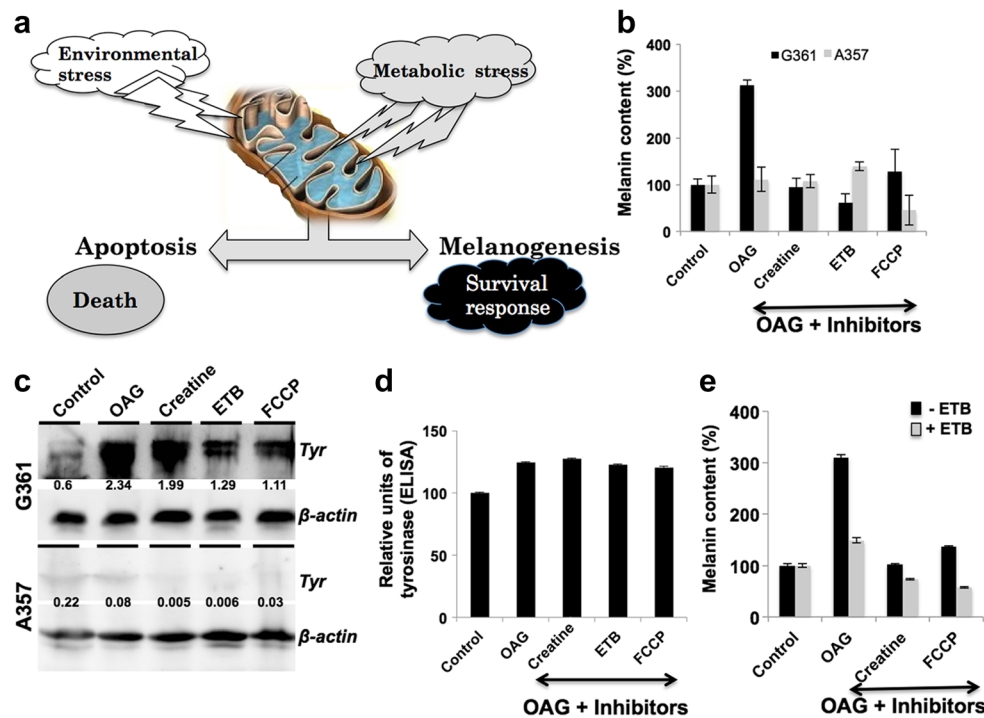 a
Environmental
stress
Metabolic stress
Apoptosis
Melanogenesis
Death
Survival
response
b
400
300
200
100
0
Melanin content (%)
G361 A357
Control
OAG
Creatine
ETB
FCCP
OAG + Inhibitors
c
Control
OAG
Creatine
ETB
FCCP
G361
Tyr
0.6 2.34 1.99 1.29 1.11
β-actin
A357
Tyr
0.22 0.08 0.005 0.006 0.03
β-actin
d
150
100
50
0
Relative units of
tyrosinase (ELISA)
Control
OAG
Creatine
ETB
FCCP
OAG + Inhibitors
e
400
300
200
100
0
Melanin content (%)
- ETB
+ ETB
Control
OAG
Creatine
FCCP
OAG + Inhibitors